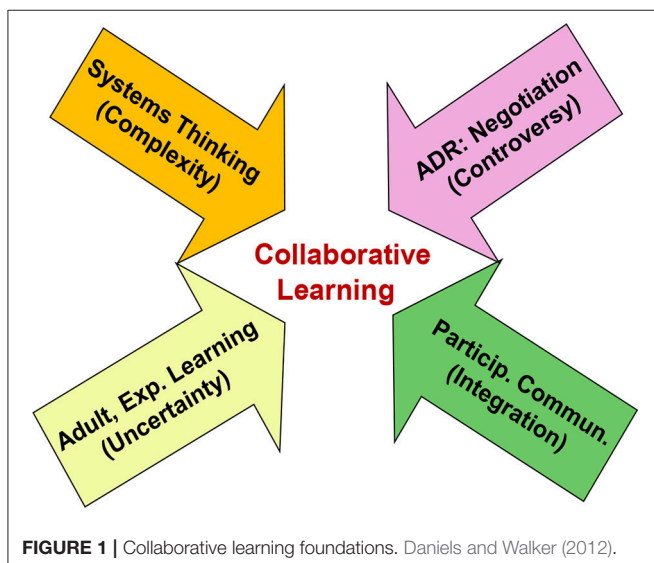 Systems Thinking
(Complexity)
ADR: Negotiation
(Controversy)
Collaborative
Learning
Adult, Exp. Learning
(Uncertainty)
Particip. Commun.
(Integration)
FIGURE 1 | Collaborative learning foundations. Daniels and Walker (2012).